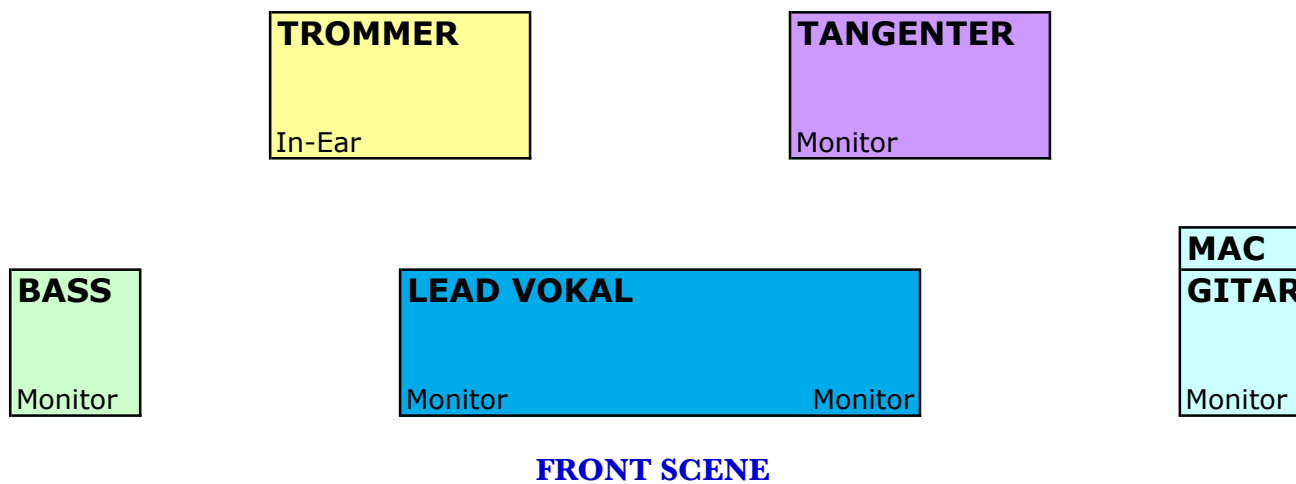 TROMMER
In-Ear
TANGENTER
Monitor
BASS
Monitor
LEAD VOKAL
Monitor Monitor
MAC
GITAR
Monitor
FRONT SCENE